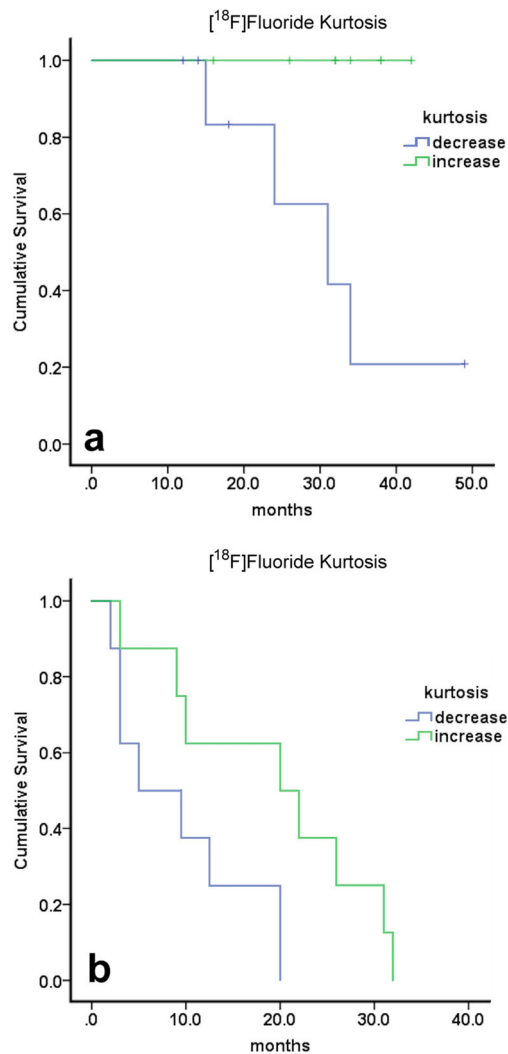 [¹⁸F]Fluoride Kurtosis
1.0
0.8
0.6
0.4
0.2
0.0
Cumulative Survival
kurtosis
decrease
increase
a
.0 10.0 20.0 30.0 40.0 50.0
months
[¹⁸F]Fluoride Kurtosis
1.0
0.8
0.6
0.4
0.2
0.0
Cumulative Survival
kurtosis
decrease
increase
b
.0 10.0 20.0 30.0 40.0
months